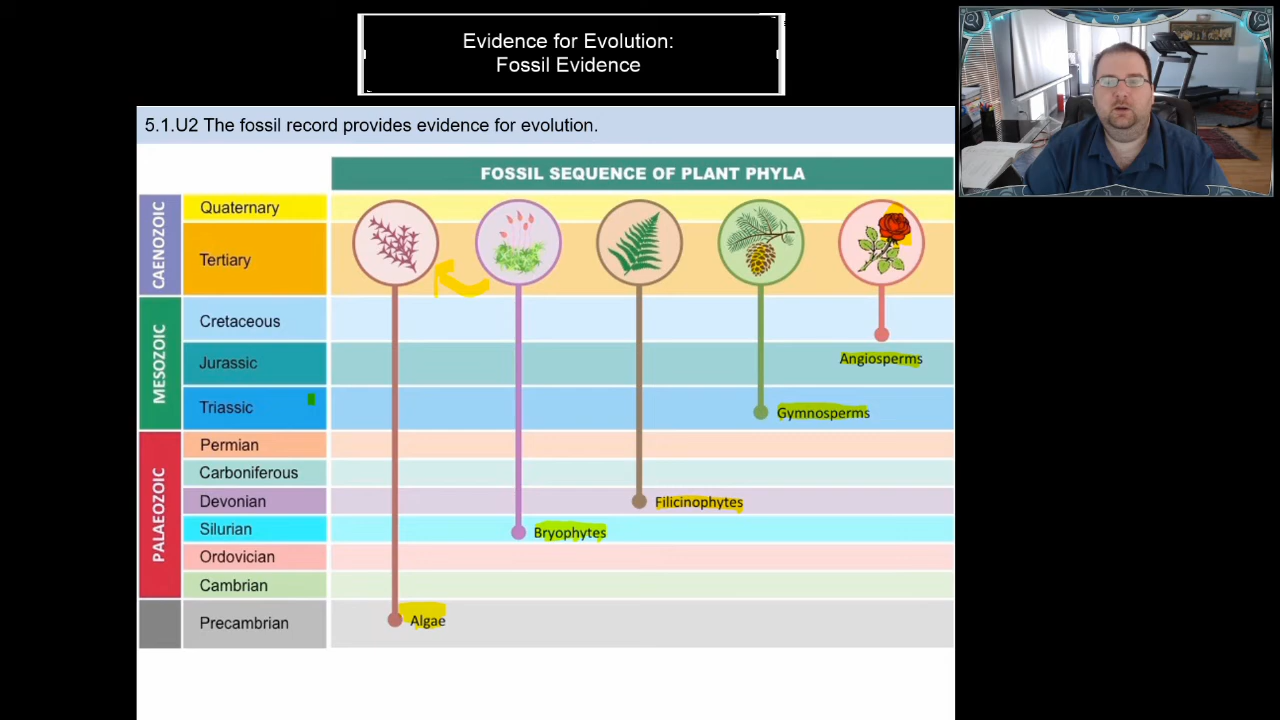 Evidence for Evolution:
Fossil Evidence
5.1.U2 The fossil record provides evidence for evolution.
FOSSIL SEQUENCE OF PLANT PHYLA
CAENOZOIC
Quaternary
Tertiary
MESOZOIC
Cretaceous
Jurassic
Triassic
PALAEOZOIC
Permian
Carboniferous
Devonian
Silurian
Ordovician
Cambrian
Precambrian
Angiosperms
Gymnosperms
Filicinophytes
Bryophytes
Algae